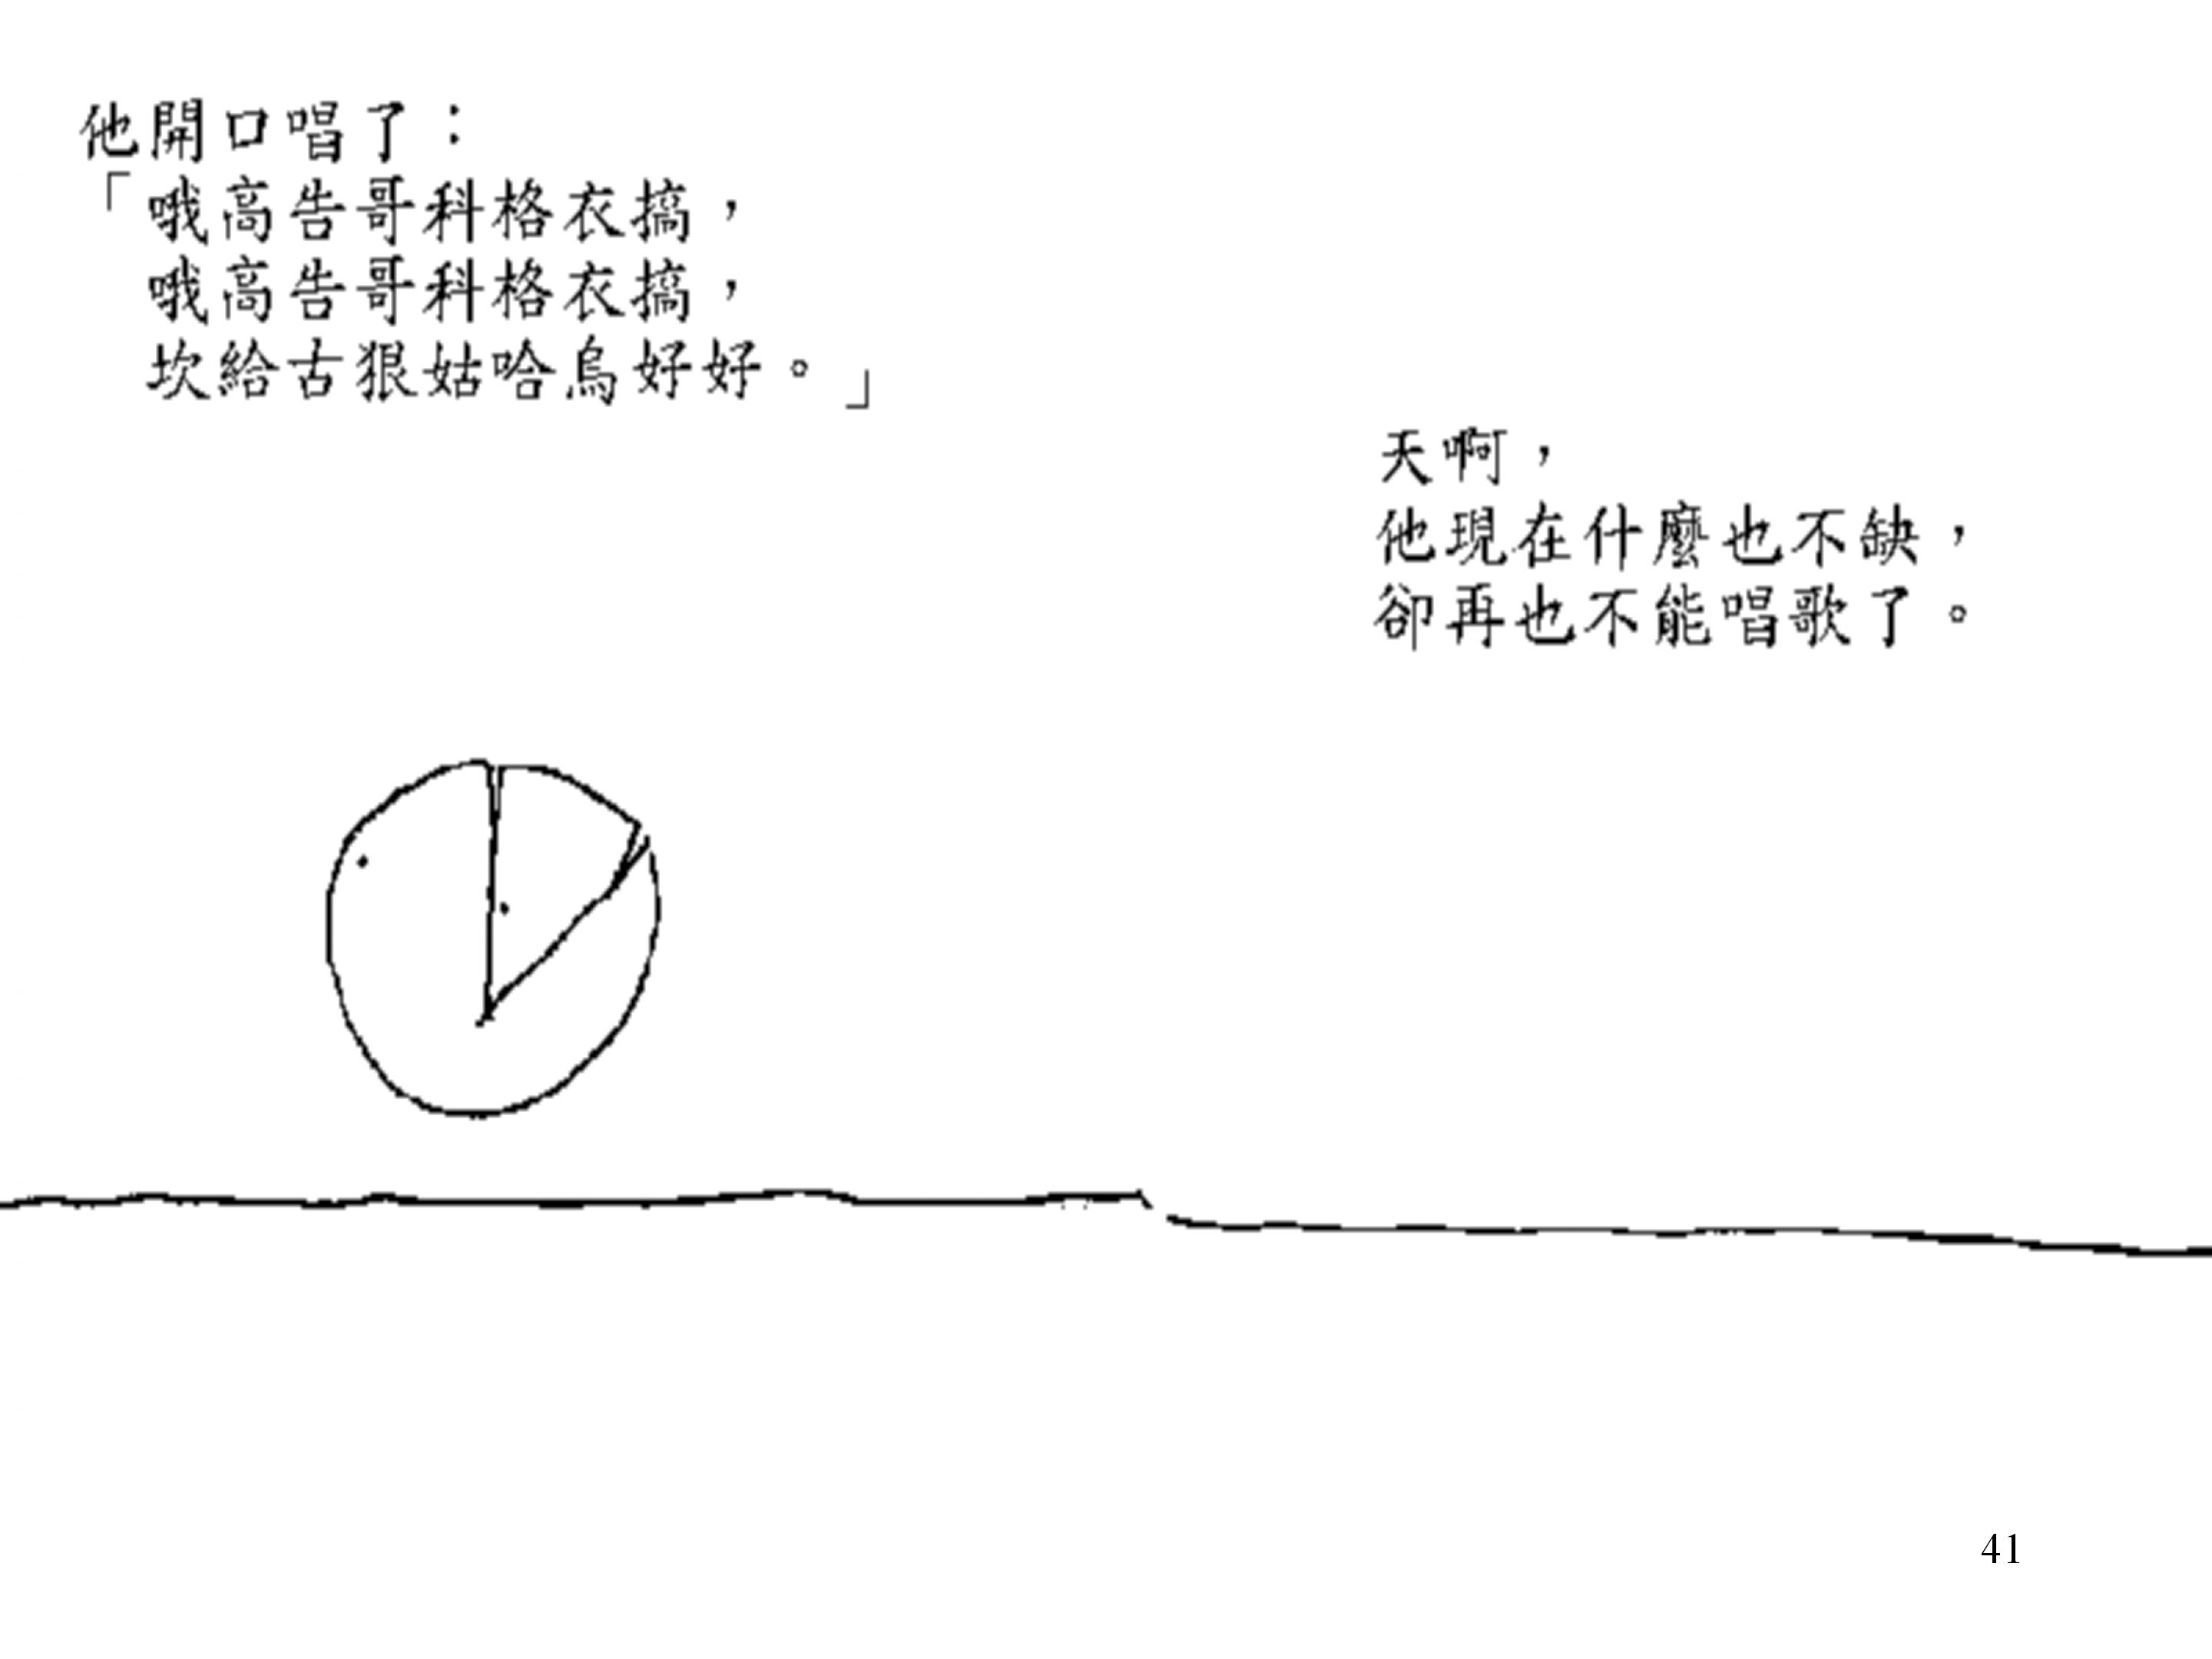 他開口唱了：
「哦高告哥科格衣搞，
哦高告哥科格衣搞，
坎給古狠姑哈烏好好。」
天啊，
他現在什麼也不缺，
卻再也不能唱歌了。
41